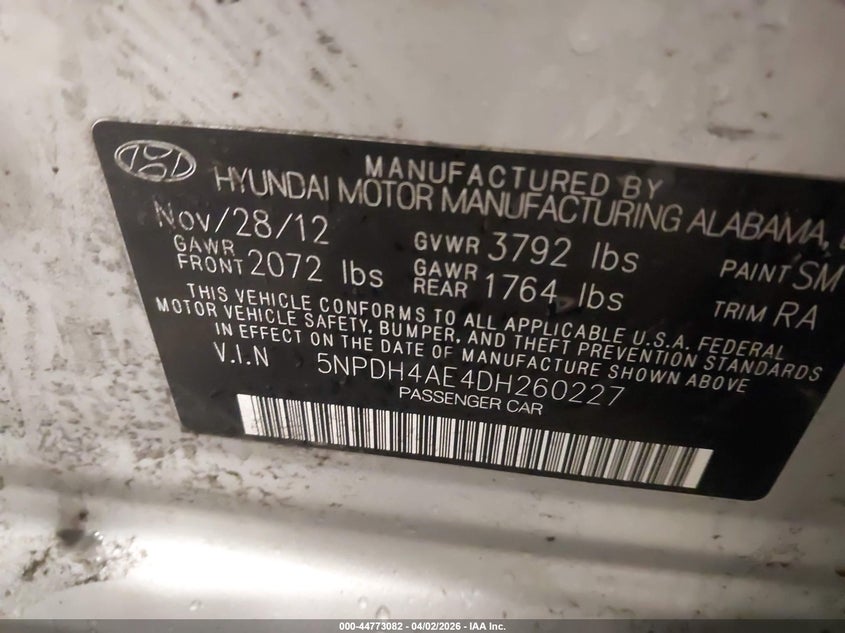 MANUFACTURED BY
HYUNDAI MOTOR MANUFACTURING ALABAMA,
Nov/28/12 GVWR 3792 lbs PAINT SM
GAWR FRONT 2072 lbs GAWR REAR 1764 lbs TRIM RA
THIS VEHICLE CONFORMS TO ALL APPLICABLE U.S.A. FEDERAL
MOTOR VEHICLE SAFETY, BUMPER, AND THEFT PREVENTION STANDARDS
IN EFFECT ON THE DATE OF MANUFACTURE SHOWN ABOVE
V.I.N 5NPDH4AE4DH260227
PASSENGER CAR
000-44773082 - 04/02/2026 - IAA Inc.